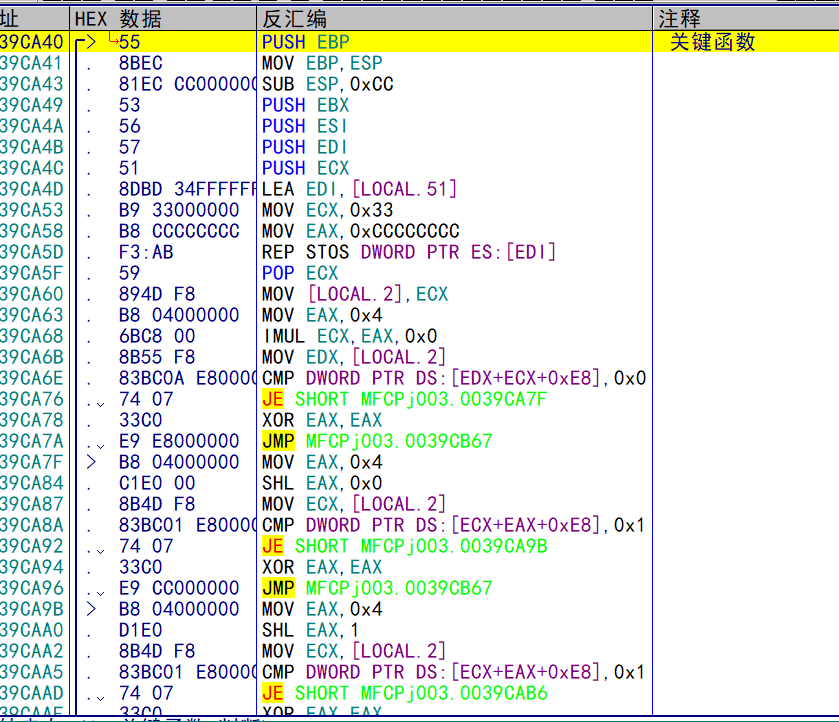 址 HEX 数据 反汇编 注释
39CA40 > 55 PUSH EBP 关键函数
39CA41 . 8BEC MOV EBP,ESP
39CA43 . 81EC CC000000 SUB ESP,0xCC
39CA49 . 53 PUSH EBX
39CA4A . 56 PUSH ESI
39CA4B . 57 PUSH EDI
39CA4C . 51 PUSH ECX
39CA4D . 8DBD 34FFFFFF LEA EDI,[LOCAL.51]
39CA53 . B9 33000000 MOV ECX,0x33
39CA58 . B8 CCCCCCCC MOV EAX,0xCCCCCCCC
39CA5D . F3:AB REP STOS DWORD PTR ES:[EDI]
39CA5F . 59 POP ECX
39CA60 . 894D F8 MOV [LOCAL.2],ECX
39CA63 . B8 04000000 MOV EAX,0x4
39CA68 . 6BC8 00 IMUL ECX,EAX,0x0
39CA6B . 8B55 F8 MOV EDX,[LOCAL.2]
39CA6E . 83BC0A E80000 CMP DWORD PTR DS:[EDX+ECX+0xE8],0x0
39CA76 . 74 07 JE SHORT MFCPj003.0039CA7F
39CA78 . 33C0 XOR EAX,EAX
39CA7A . E9 E8000000 JMP MFCPj003.0039CB67
39CA7F > B8 04000000 MOV EAX,0x4
39CA84 . C1E0 00 SHL EAX,0x0
39CA87 . 8B4D F8 MOV ECX,[LOCAL.2]
39CA8A . 83BC01 E80000 CMP DWORD PTR DS:[ECX+EAX+0xE8],0x1
39CA92 . 74 07 JE SHORT MFCPj003.0039CA9B
39CA94 . 33C0 XOR EAX,EAX
39CA96 . E9 CC000000 JMP MFCPj003.0039CB67
39CA9B > B8 04000000 MOV EAX,0x4
39CAA0 . D1E0 SHL EAX,1
39CAA2 . 8B4D F8 MOV ECX,[LOCAL.2]
39CAA5 . 83BC01 E80000 CMP DWORD PTR DS:[ECX+EAX+0xE8],0x1
39CAAD . 74 07 JE SHORT MFCPj003.0039CAB6
39CAAF . 33C0 XOR EAX,EAX